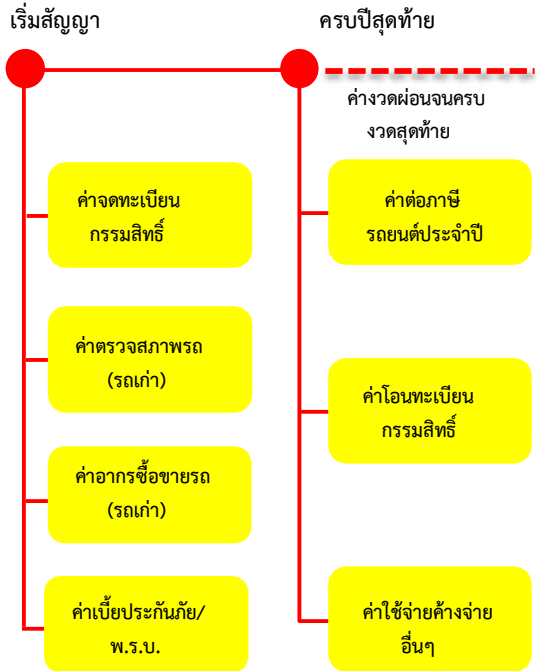 เริ่มสัญญา
ครบปีสุดท้าย
ค่างวดผ่อนจนครบ
งวดสุดท้าย
ค่าจดทะเบียน
กรรมสิทธิ์
ค่าตรวจสภาพรถ
(รถเก่า)
ค่าอากรซื้อขายรถ
(รถเก่า)
ค่าเบี้ยประกันภัย/
พ.ร.บ.
ค่าต่อภาษี
รถยนต์ประจำปี
ค่าโอนทะเบียน
กรรมสิทธิ์
ค่าใช้จ่ายค้างจ่าย
อื่นๆ